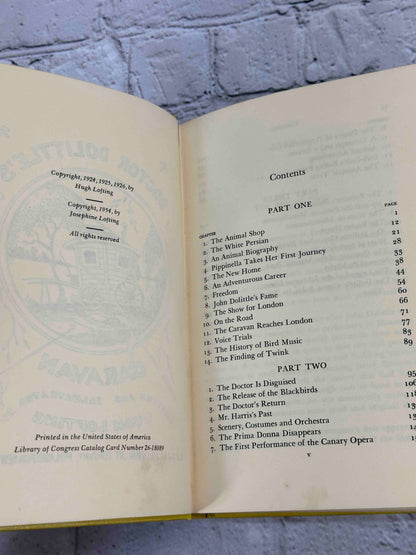 Copyright, 1924, 1925, 1926, by
Hugh Lofting
Copyright, 1954, by
Josephine Lofting
All rights reserved
Printed in the United States of America
Library of Congress Catalog Card Number 26-18089
Contents
PART ONE
CHAPTER PAGE
1. The Animal Shop 1
2. The White Persian 12
3. An Animal Biography 21
4. Pippinella Takes Her First Journey 33
5. The New Home 38
6. An Adventurous Career 44
7. Freedom 54
8. John Dolittle's Fame 60
9. The Show for London 66
10. On the Road
11. The Caravan Reaches London 71
12. Voice Trials 77
13. The History of Bird Music 83
14. The Finding of Twink 89
PART TWO
1. The Doctor Is Disguised 95
2. The Release of the Blackbirds 106
3. The Doctor's Return 118
4. Mr. Harris's Past
5. Scenery, Costumes and Orchestra
6. The Prima Donna Disappears
7. The First Performance of the Canary Opera
v
DOCTOR DOLITTLE'S
CARAVAN